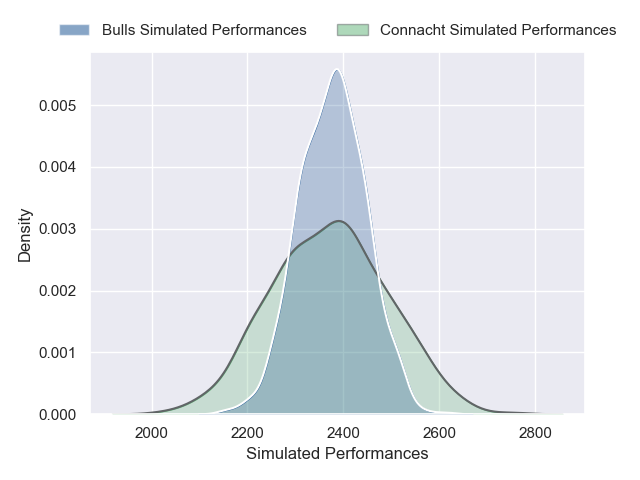 Bulls Simulated Performances
Connacht Simulated Performances
0.005
0.004
0.003
0.002
0.001
0.000
Density
2000
2200
2400
2600
2800
Simulated Performances